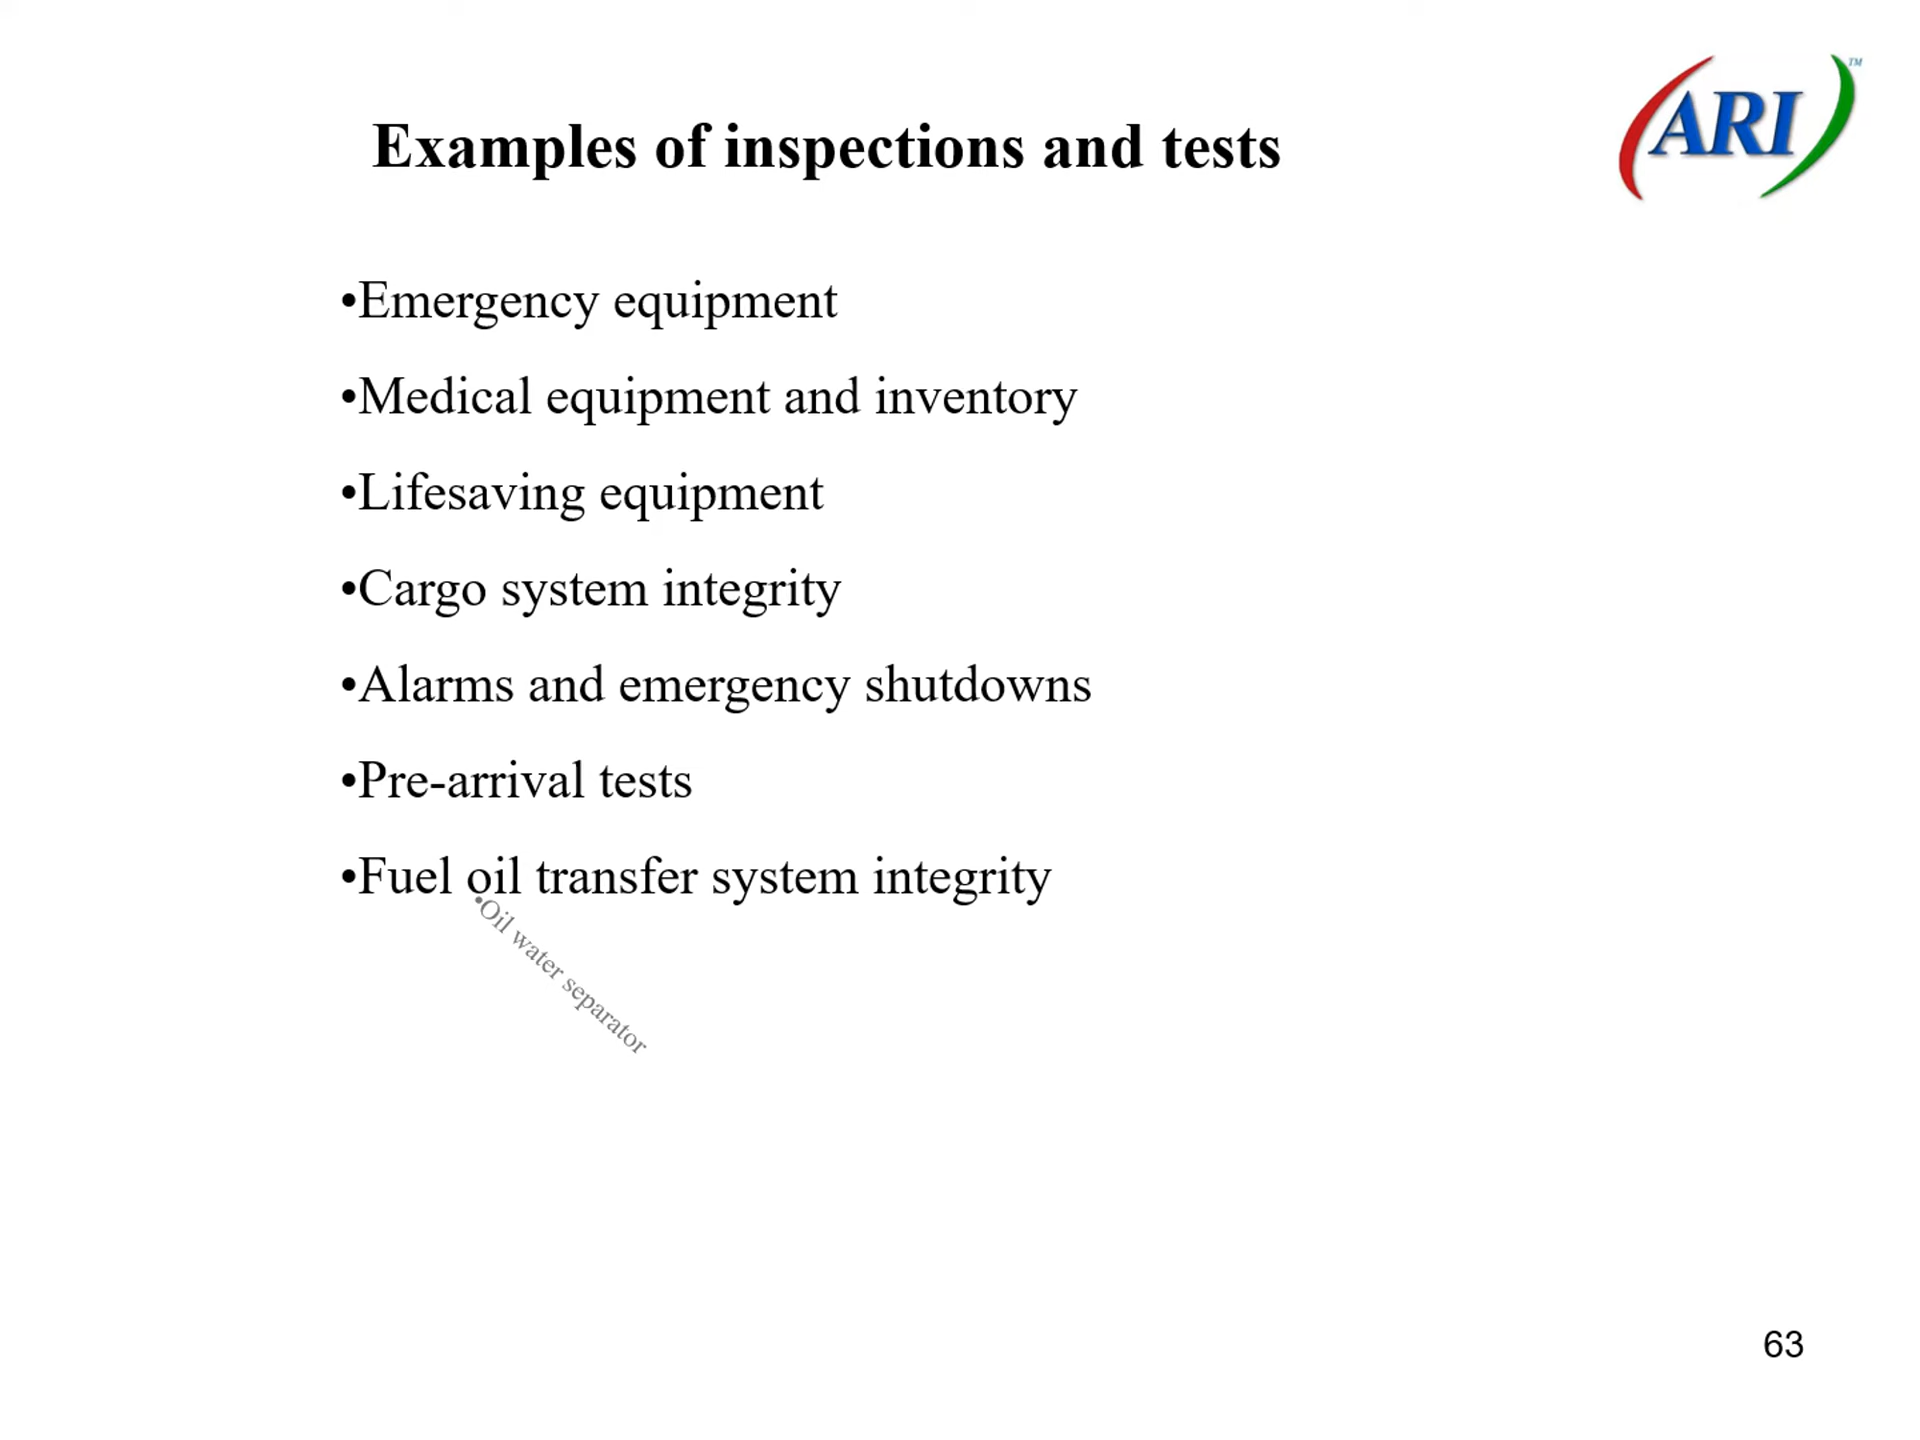 ARI™
Examples of inspections and tests
•Emergency equipment
•Medical equipment and inventory
•Lifesaving equipment
•Cargo system integrity
•Alarms and emergency shutdowns
•Pre-arrival tests
•Fuel oil transfer system integrity
•Oil water separator
63